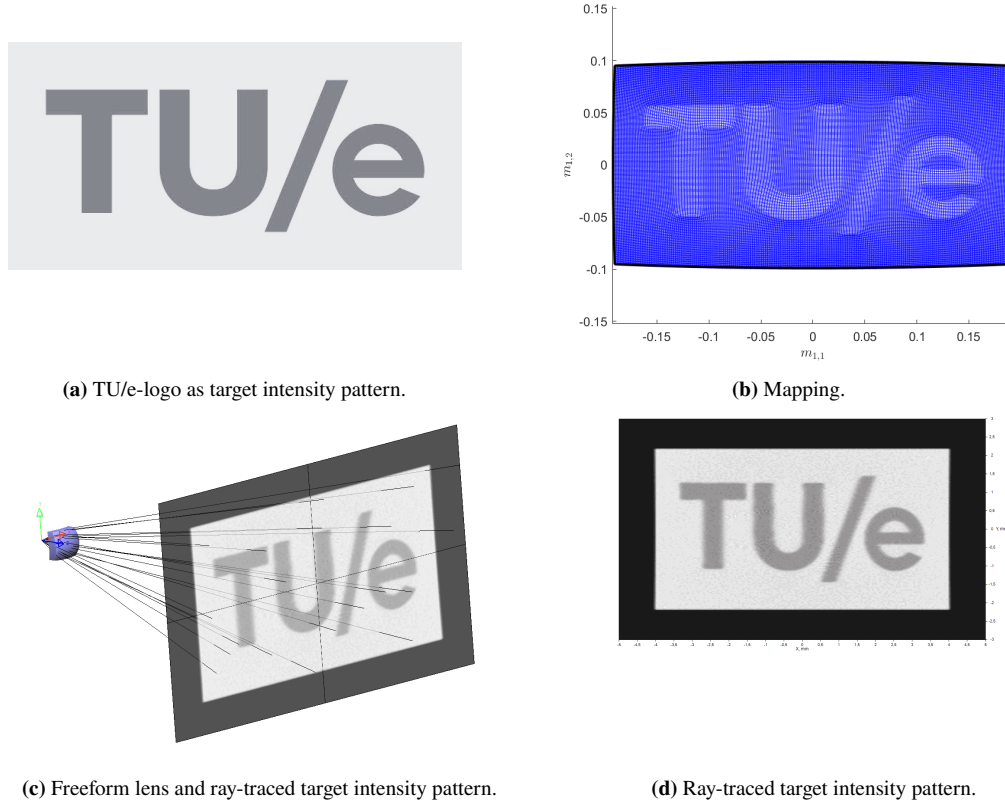 TU/e
0.15
0.1
0.05
0
-0.05
-0.1
-0.15
m1,2
-0.15 -0.1 -0.05 0 0.05 0.1 0.15
m1,1
(a) TU/e-logo as target intensity pattern.
(b) Mapping.
TU/e
TU/e
X, mm
(c) Freeform lens and ray-traced target intensity pattern.
(d) Ray-traced target intensity pattern.